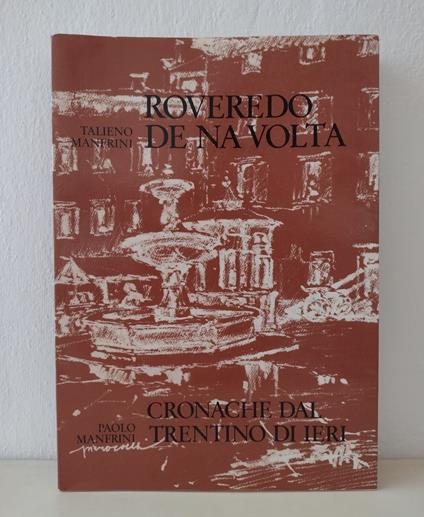 ROVEREDO
DE NA VOLTA
TALIENO
MANFRINI
CRONACHE DAL
TRENTINO DI IERI
PAOLO
MANFRINI